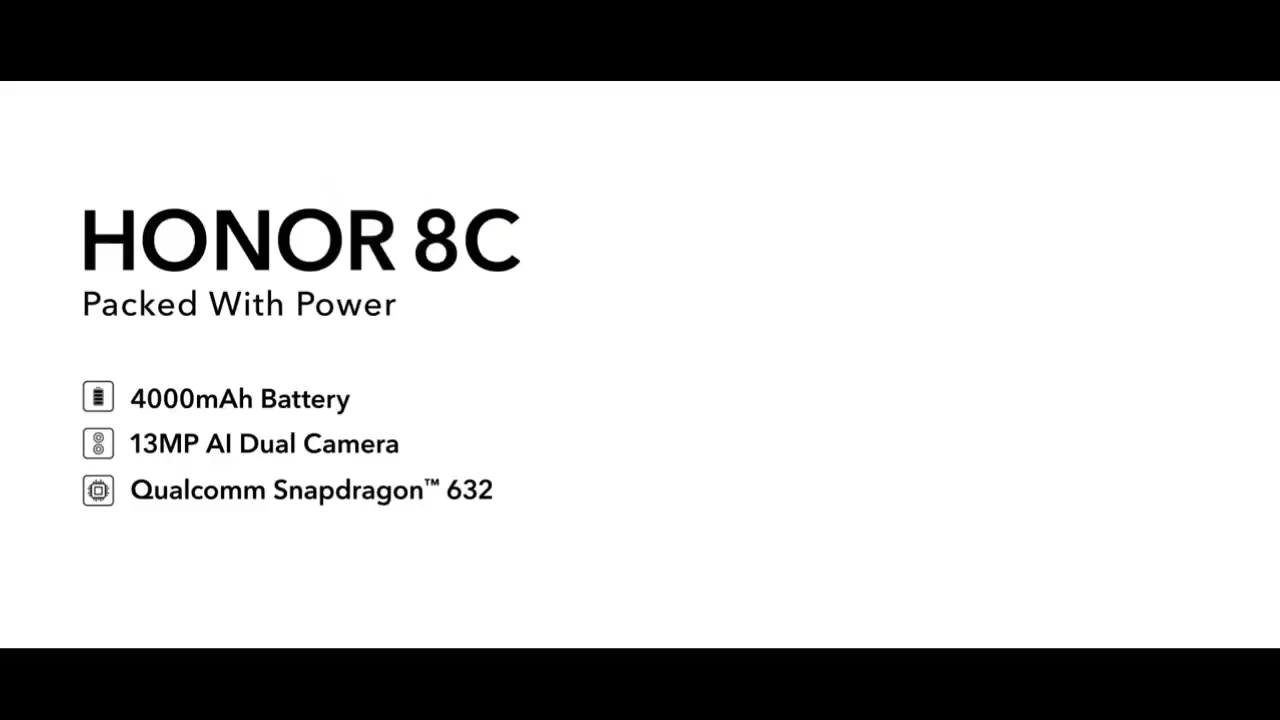 HONOR 8C
Packed With Power
4000mAh Battery
13MP AI Dual Camera
Qualcomm Snapdragon™ 632